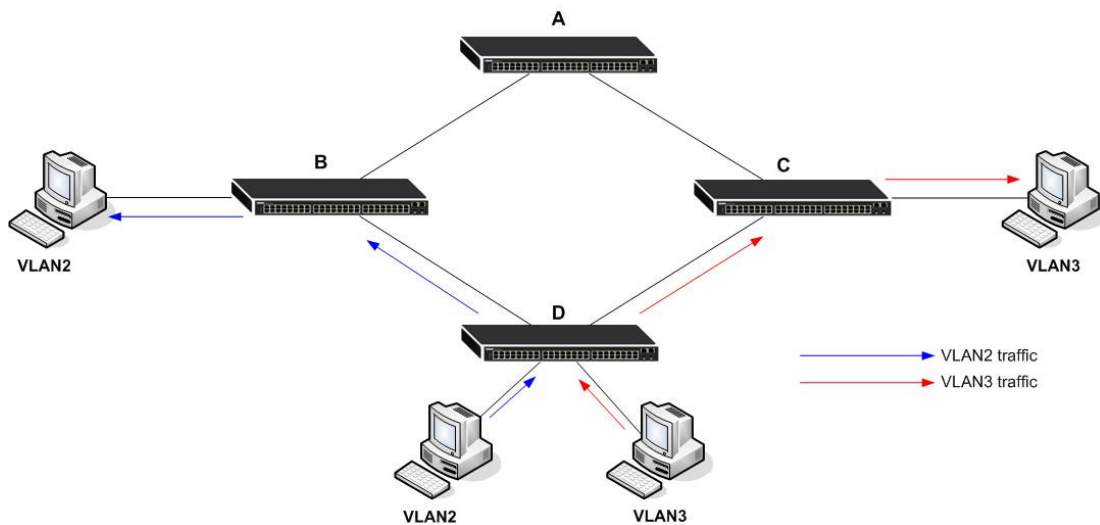 A
B
C
VLAN2
VLAN3
D
VLAN2 traffic
VLAN3 traffic
VLAN2
VLAN3